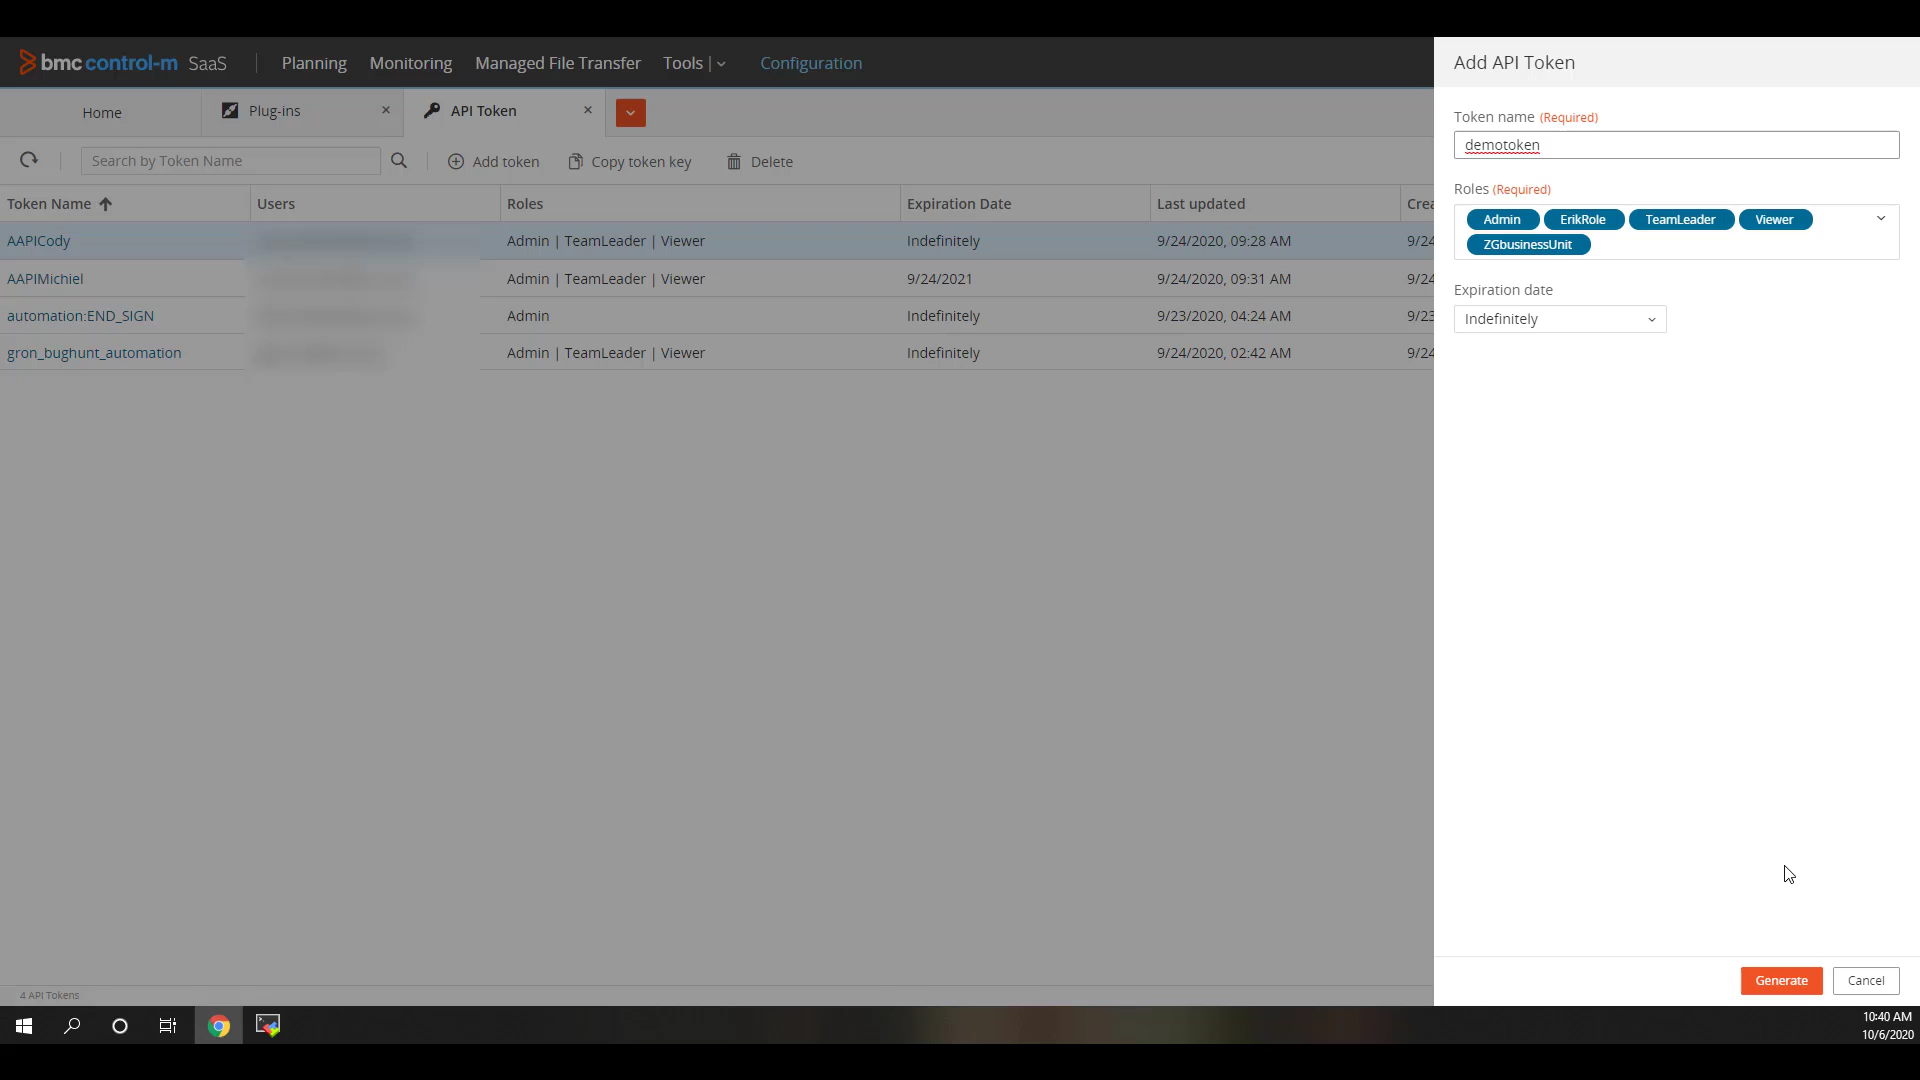 bmc control-m SaaS Planning Monitoring Managed File Transfer Tools Configuration
Add API Token
Home Plug-ins API Token
Search by Token Name Add token Copy token key Delete
Token Name Users Roles Expiration Date Last updated Crea
AAPICody Admin | TeamLeader | Viewer Indefinitely 9/24/2020, 09:28 AM 9/24
AAPIMichiel Admin | TeamLeader | Viewer 9/24/2021 9/24/2020, 09:31 AM 9/24
automation:END_SIGN Admin Indefinitely 9/23/2020, 04:24 AM 9/23
gron_bughunt_automation Admin | TeamLeader | Viewer Indefinitely 9/24/2020, 02:42 AM 9/24
4 API Tokens
Token name (Required)
demotoken
Roles (Required)
Admin ErikRole TeamLeader Viewer
ZGbusinessUnit
Expiration date
Indefinitely
Generate Cancel
10:40 AM
10/6/2020